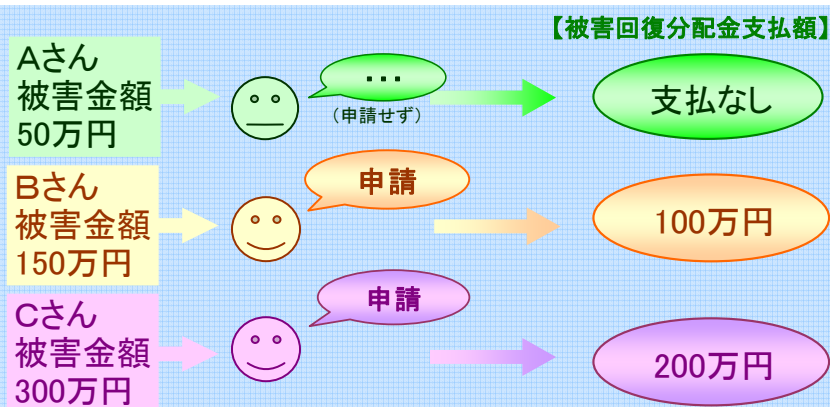 【被害回復分配金支払額】
Aさん
被害金額
50万円
・・・
(申請せず)
支払なし
Bさん
被害金額
150万円
申請
100万円
Cさん
被害金額
300万円
申請
200万円